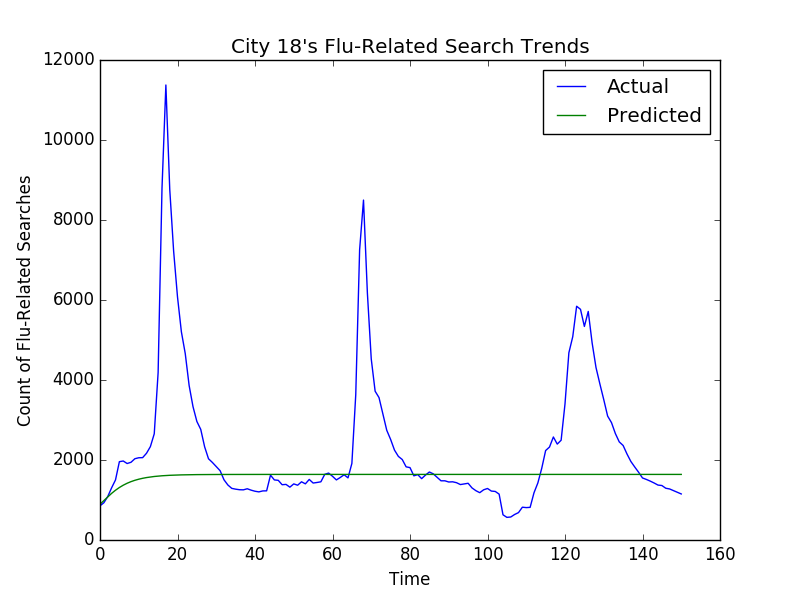 City 18's Flu-Related Search Trends
Actual
Predicted
12000
10000
8000
6000
4000
2000
0
Count of Flu-Related Searches
0 20 40 60 80 100 120 140 160
Time